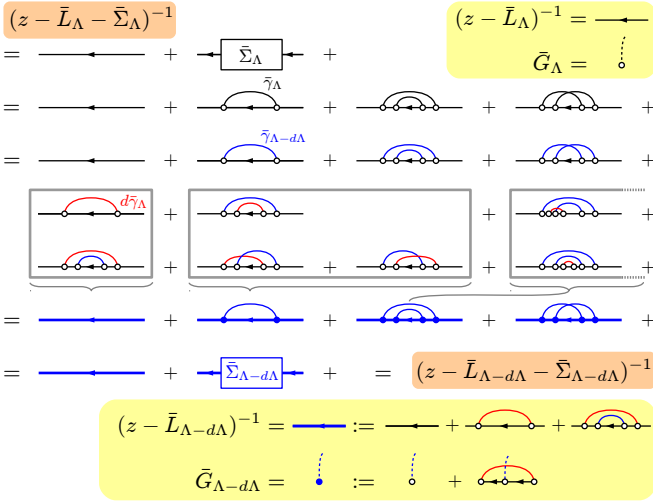 (z − L̄_Λ − Σ̄_Λ)⁻¹
(z − L̄_Λ)⁻¹ =
= + Σ̄_Λ +
Ḡ_Λ =
γ̄_Λ
= + + + +
γ̄_{Λ−dΛ}
= + + + +
dγ̄_Λ
+ + +
+ + + +
= + + + +
= + Σ̄_{Λ−dΛ} + = (z − L̄_{Λ−dΛ} − Σ̄_{Λ−dΛ})⁻¹
(z − L̄_{Λ−dΛ})⁻¹ = := + +
Ḡ_{Λ−dΛ} = := +